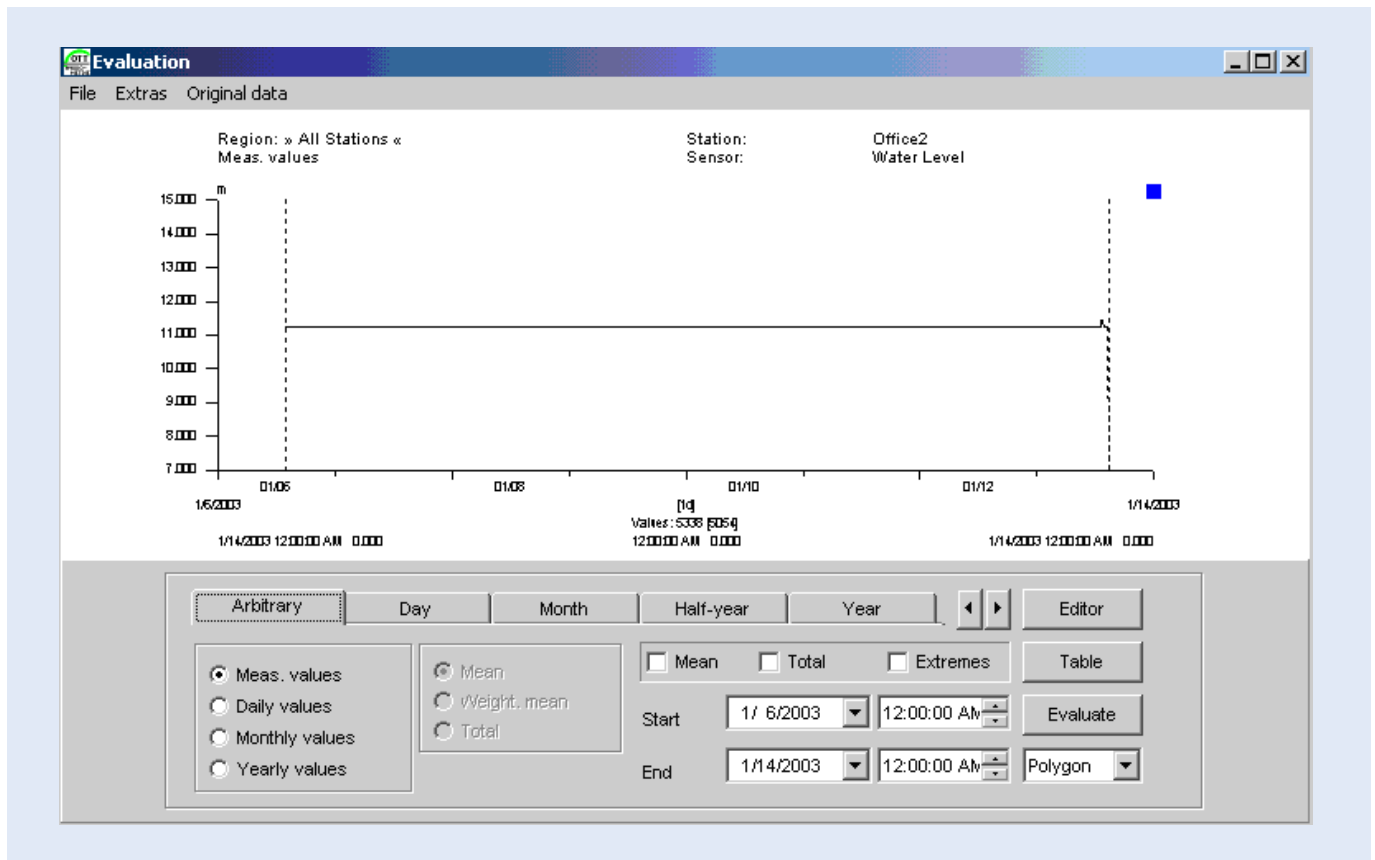 OTT Evaluation
File Extras Original data
Region: » All Stations « Station: Office2
Meas. values Sensor: Water Level
m
15.000
14.000
13.000
12.000
11.000
10.000
9.000
8.000
7.000
01/06 01/08 01/10 01/12
1/6/2003 [1d] 1/14/2003
Values: 5338 [5054]
1/14/2003 12:00:00 AM 0.000 12:00:00 AM 0.000 1/14/2003 12:00:00 AM 0.000
Arbitrary Day Month Half-year Year Editor
Meas. values Mean Mean Total Extremes Table
Daily values Weight. mean Start 1/ 6/2003 12:00:00 AM Evaluate
Monthly values Total
Yearly values End 1/14/2003 12:00:00 AM Polygon